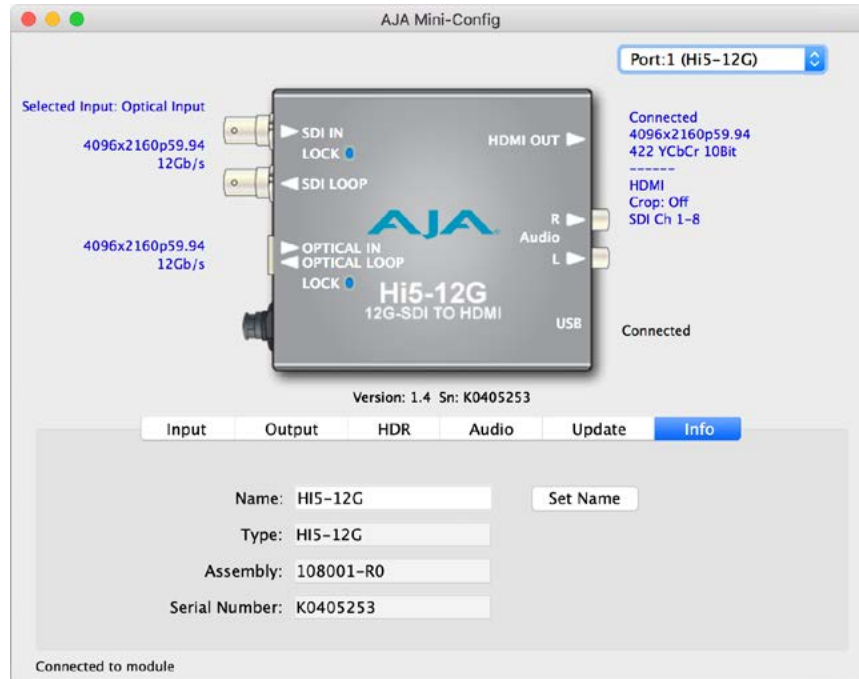 AJA Mini-Config
Port:1 (Hi5-12G)
Selected Input: Optical Input
4096x2160p59.94
12Gb/s
SDI IN
LOCK
SDI LOOP
HDMI OUT
Connected
4096x2160p59.94
422 YCbCr 10Bit
------
HDMI
Crop: Off
SDI Ch 1-8
AJA
R
Audio
L
4096x2160p59.94
12Gb/s
OPTICAL IN
OPTICAL LOOP
LOCK
Hi5-12G
12G-SDI TO HDMI
USB
Connected
Version: 1.4 Sn: K0405253
Input Output HDR Audio Update Info
Name: HI5-12G Set Name
Type: HI5-12G
Assembly: 108001-R0
Serial Number: K0405253
Connected to module